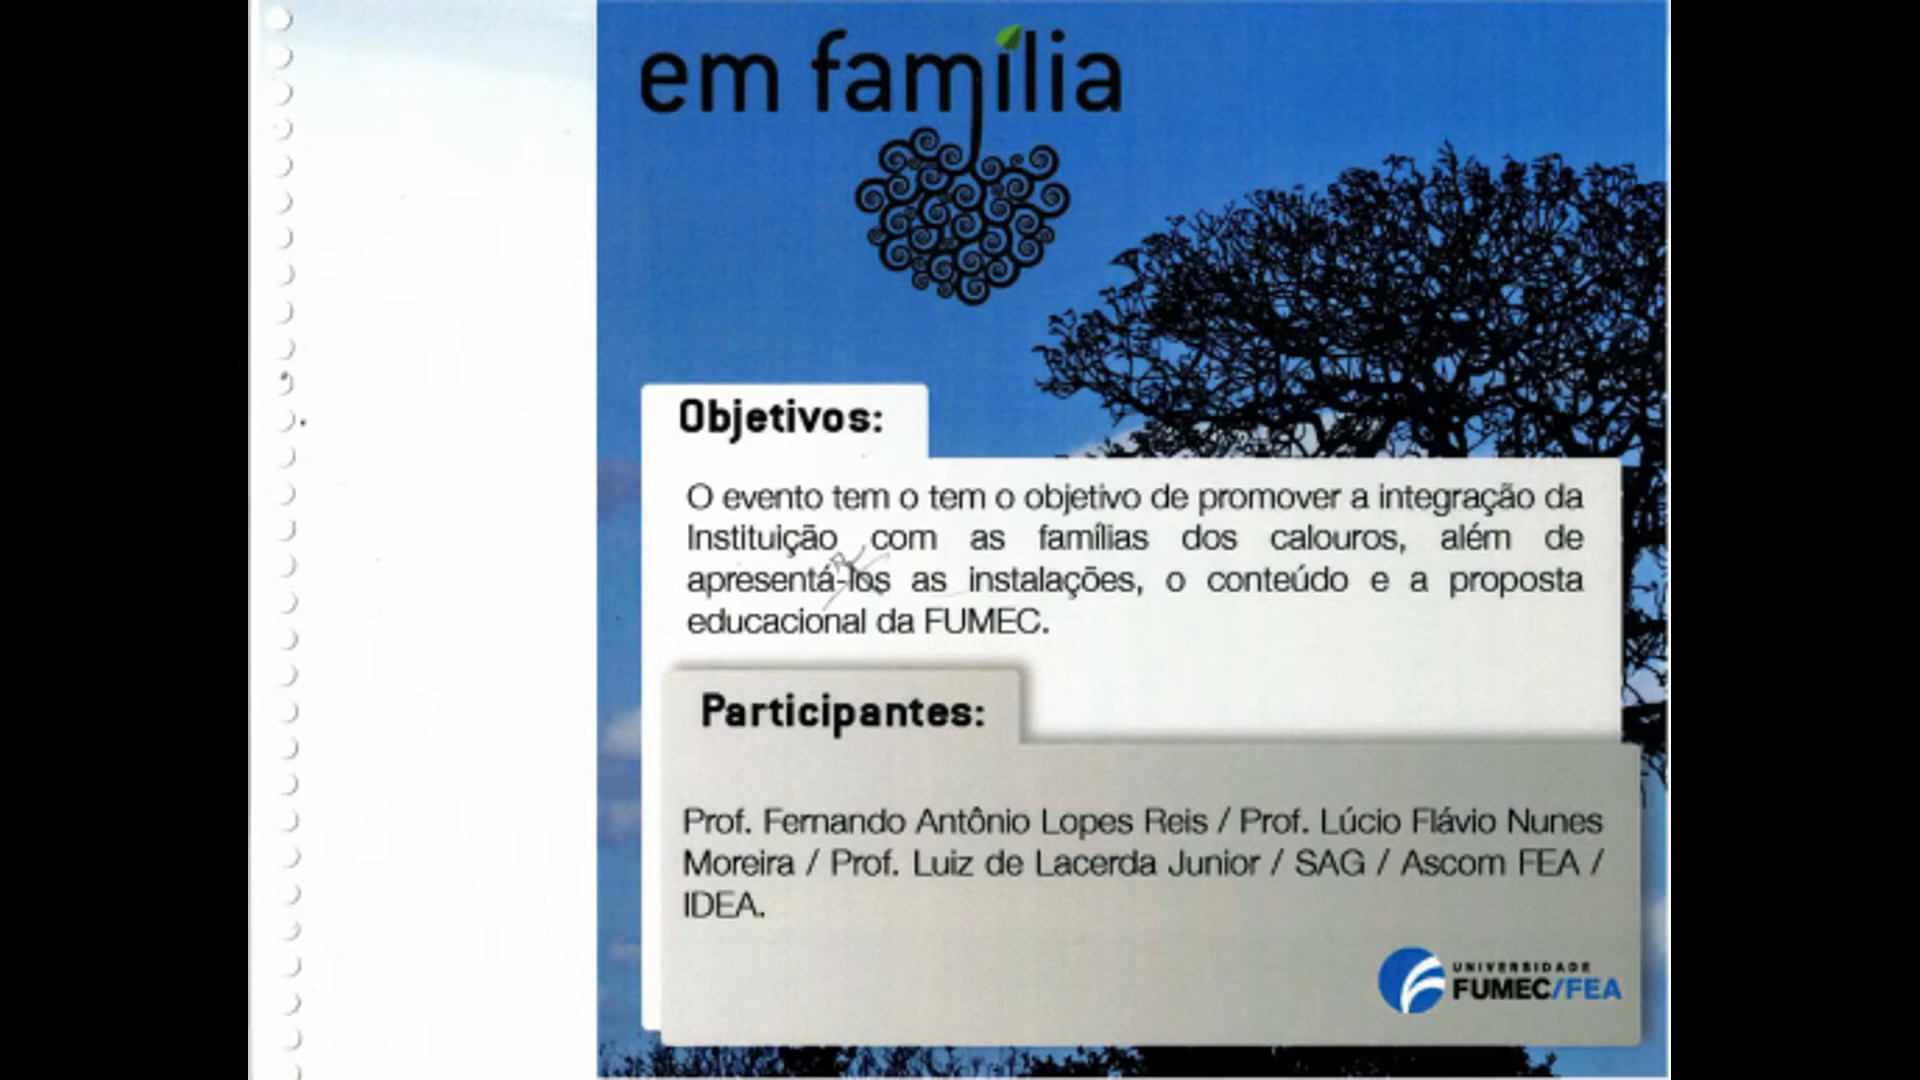 em família
Objetivos:
O evento tem o tem o objetivo de promover a integração da
Instituição com as famílias dos calouros, além de
apresentá-los as instalações, o conteúdo e a proposta
educacional da FUMEC.
Participantes:
Prof. Fernando Antônio Lopes Reis / Prof. Lúcio Flávio Nunes
Moreira / Prof. Luiz de Lacerda Junior / SAG / Ascom FEA /
IDEA.
UNIVERSIDADE
FUMEC/FEA